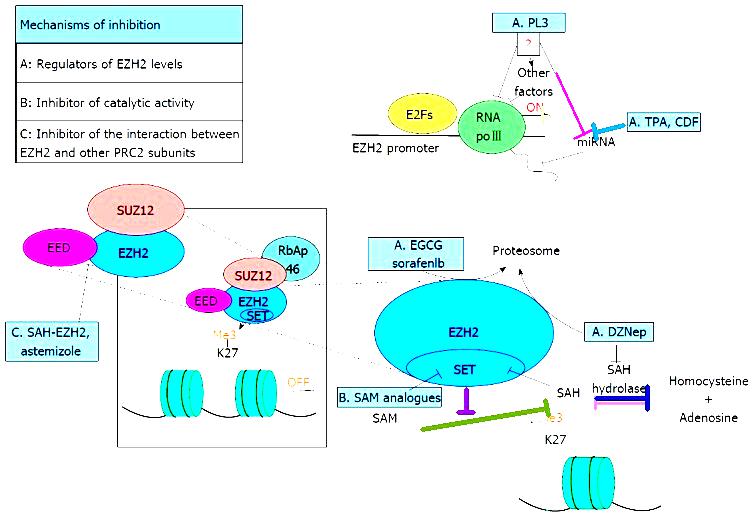 Mechanisms of inhibition
A: Regulators of EZH2 levels
B: Inhibitor of catalytic activity
C: Inhibitor of the interaction between
EZH2 and other PRC2 subunits
A. PL3
?
Other
factors
ON
E2Fs
RNA
poII
EZH2 promoter
miRNA
A. TPA, CDF
SUZ12
EED
EZH2
RbAp
46
SUZ12
EED
EZH2
SET
Me3
K27
OFF
C. SAH-EZH2,
astemizole
A. EGCG
sorafenib
Proteosome
EZH2
SET
A. DZNep
SAH
hydrolase
Homocysteine
+
Adenosine
B. SAM analogues
SAM
SAH
Me3
K27